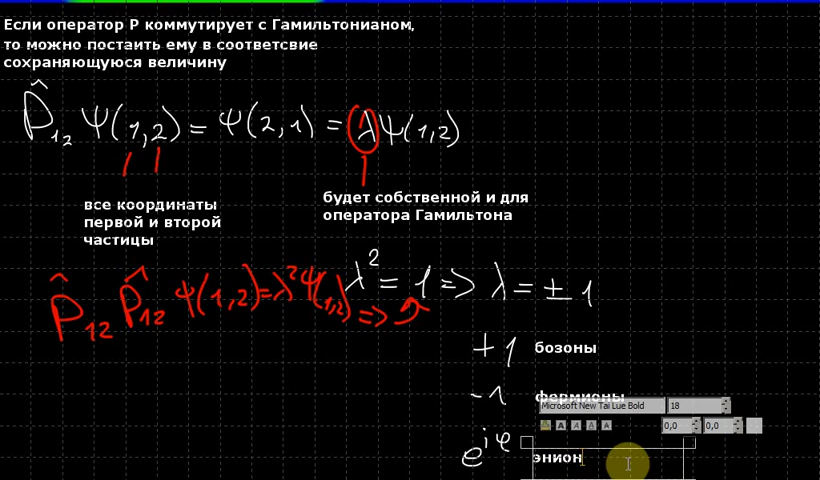 Если оператор P коммутирует с Гамильтонианом,
то можно постаить ему в соответсвие
сохраняющуюся величину
P̂₁₂ Ψ(1,2) = Ψ(2,1) = λΨ(1,2)
все координаты
первой и второй
частицы
будет собственной и для
оператора Гамильтона
P̂₁₂ P̂₁₂ Ψ(1,2) = λ²Ψ(1,2) =>
λ² = 1 => λ = ± 1
+1 бозоны
-1 фермионы
Microsoft New Tai Lue Bold 18
0,0 0,0
e^{iφ} энион